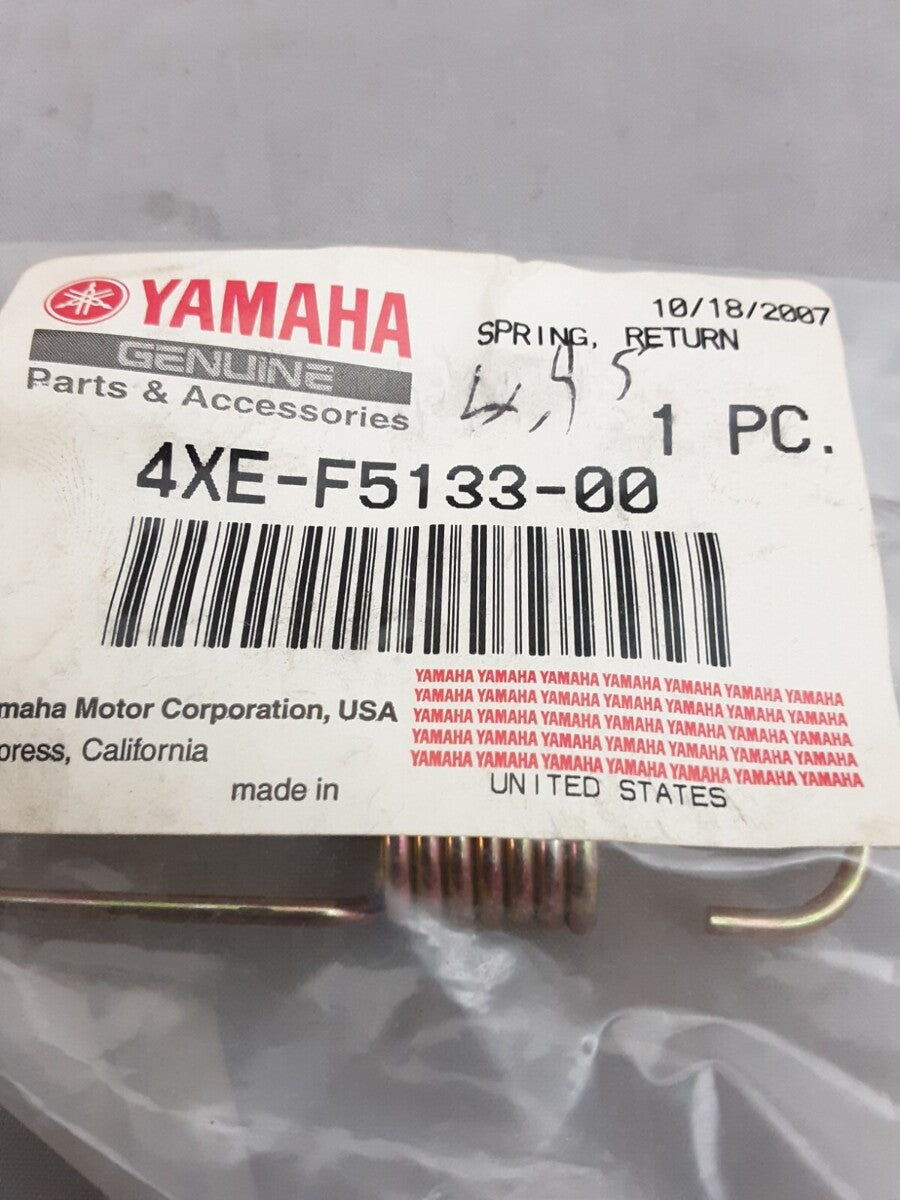 YAMAHA
GENUINE
Parts & Accessories
10/18/2007
SPRING, RETURN
4,95
1 PC.
4XE-F5133-00
maha Motor Corporation, USA
press, California
YAMAHA YAMAHA YAMAHA YAMAHA YAMAHA YAMAHA YAMAHA
YAMAHA YAMAHA YAMAHA YAMAHA YAMAHA YAMAHA YAMAHA
YAMAHA YAMAHA YAMAHA YAMAHA YAMAHA YAMAHA YAMAHA
YAMAHA YAMAHA YAMAHA YAMAHA YAMAHA YAMAHA YAMAHA
YAMAHA YAMAHA YAMAHA YAMAHA YAMAHA YAMAHA YAMAHA
made in
UNITED STATES